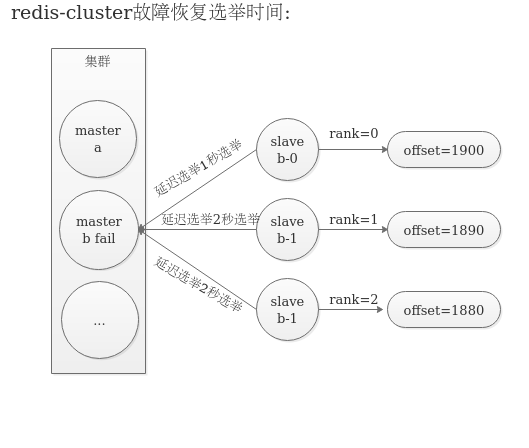 redis-cluster故障恢复选举时间:
集群
master
a
master
b fail
...
延迟选举1秒选举
延迟选举2秒选举
延迟选举2秒选举
slave
b-0
rank=0
offset=1900
slave
b-1
rank=1
offset=1890
slave
b-1
rank=2
offset=1880